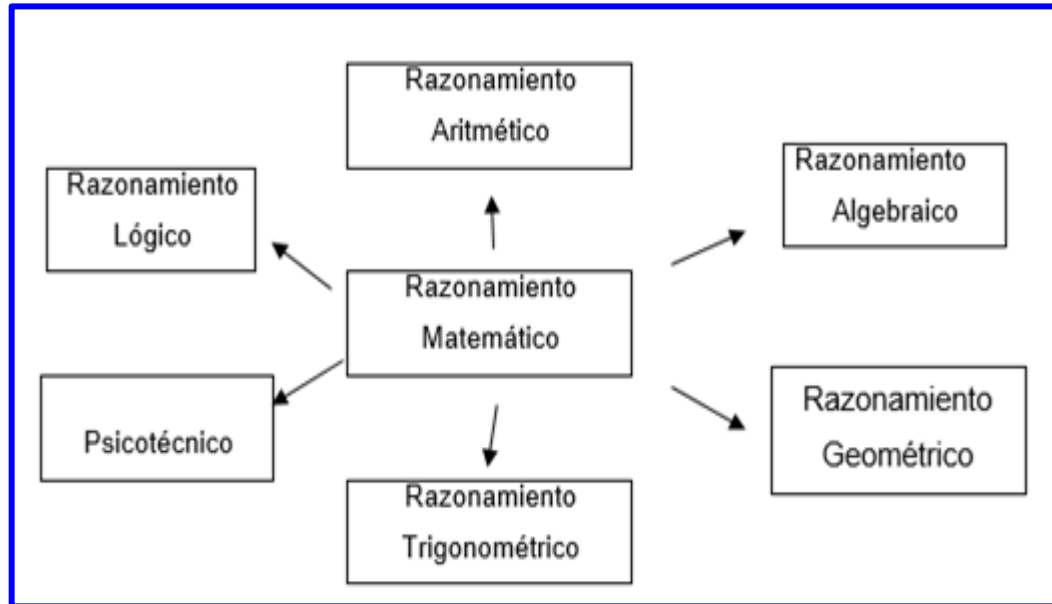 Razonamiento
Aritmético
Razonamiento
Lógico
Razonamiento
Algebraico
Razonamiento
Matemático
Psicotécnico
Razonamiento
Geométrico
Razonamiento
Trigonométrico